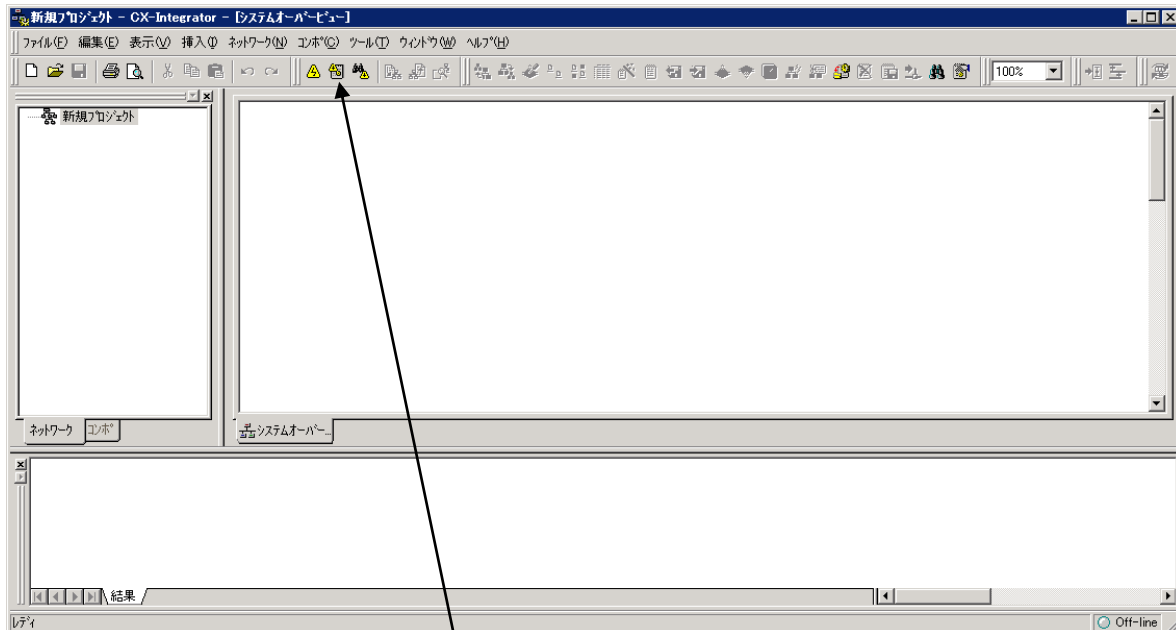 新規ﾌﾟﾛｼﾞｪｸﾄ - CX-Integrator - [ｼｽﾃﾑｵｰﾊﾞｰﾋﾞｭｰ]
ﾌｧｲﾙ(F) 編集(E) 表示(V) 挿入(I) ﾈｯﾄﾜｰｸ(N) ｺﾝﾎﾟ(C) ﾂｰﾙ(T) ｳｨﾝﾄﾞｳ(W) ﾍﾙﾌﾟ(H)
100%
新規ﾌﾟﾛｼﾞｪｸﾄ
ﾈｯﾄﾜｰｸ ｺﾝﾎﾟ
ｼｽﾃﾑｵｰﾊﾞｰ...
結果
ﾚﾃﾞｨ
Off-line